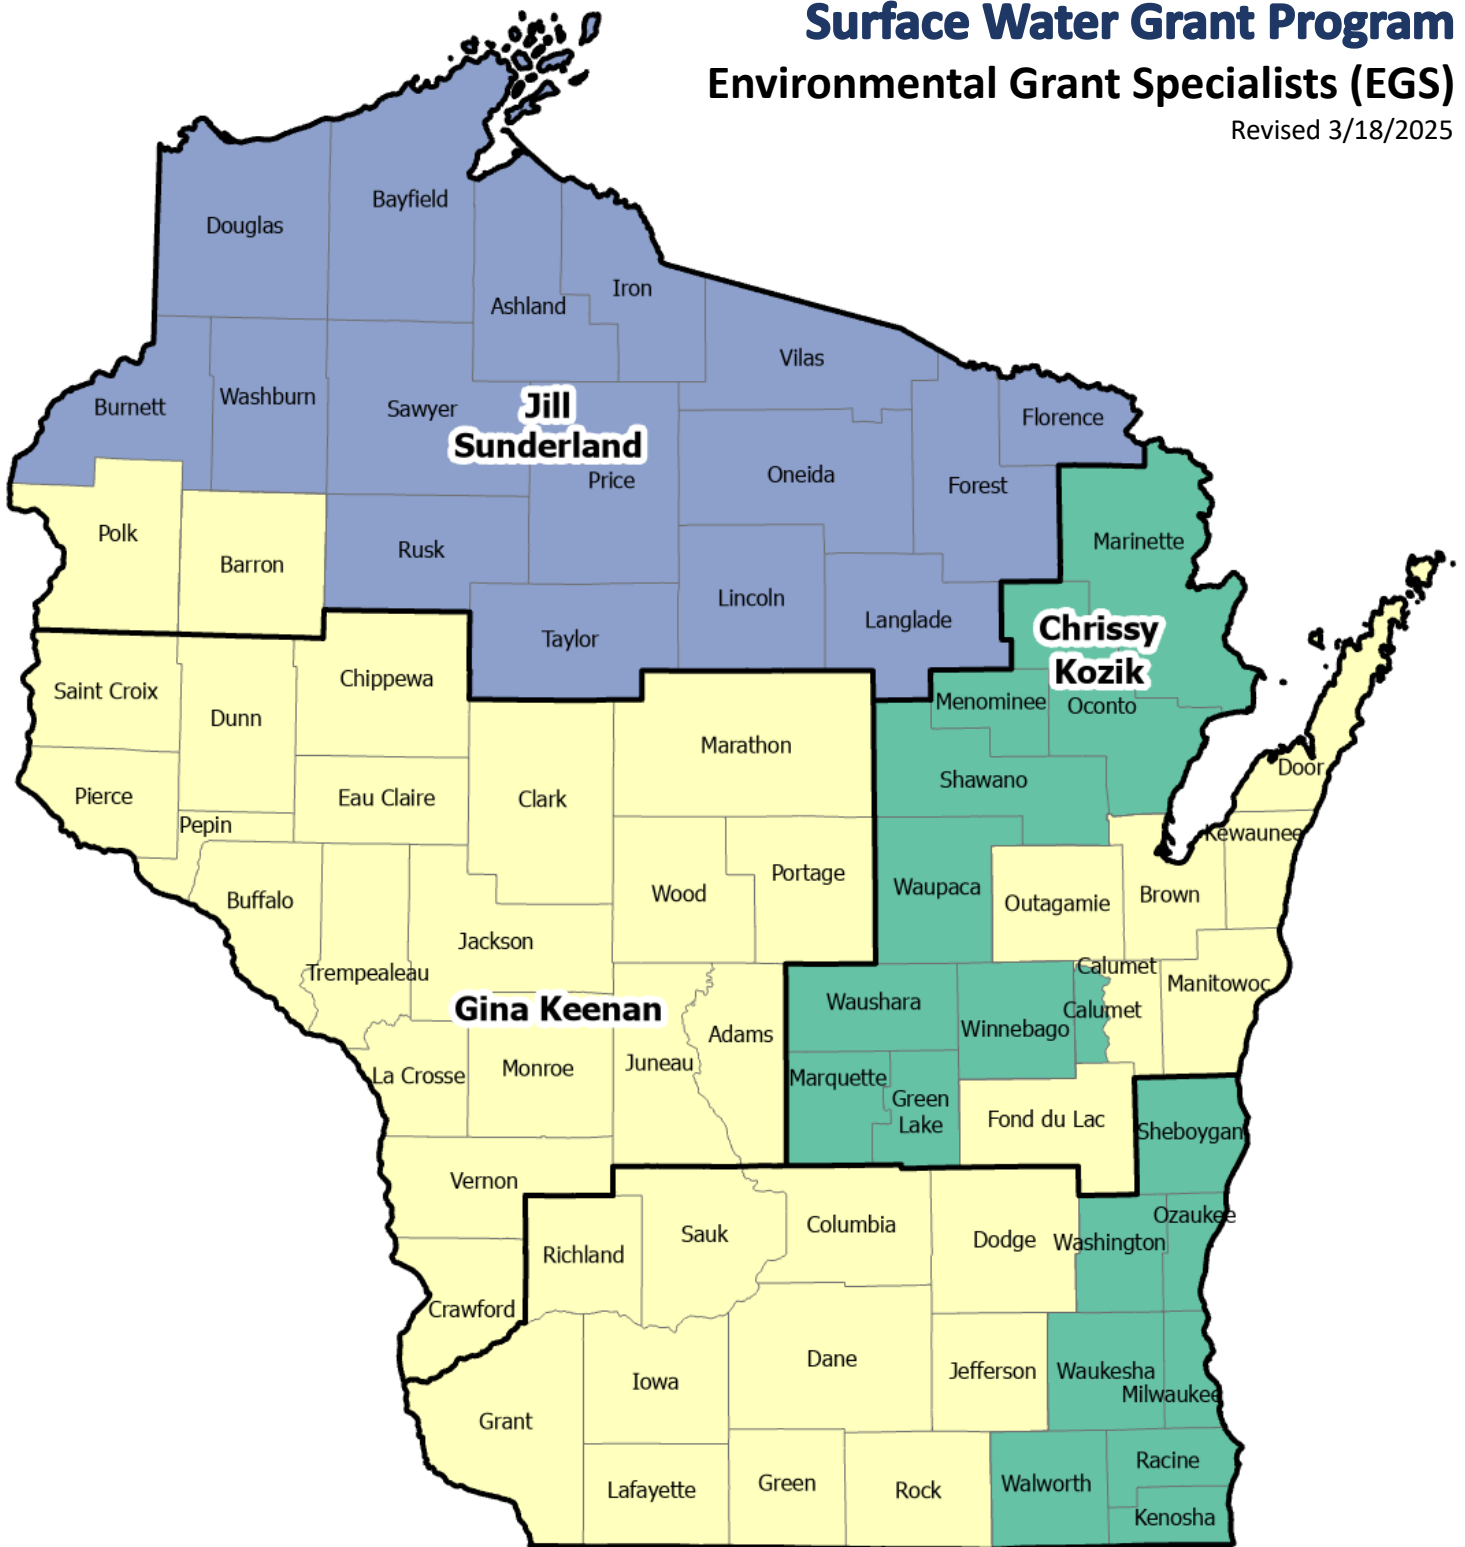 Surface Water Grant Program
Environmental Grant Specialists (EGS)
Revised 3/18/2025
Douglas
Bayfield
Ashland
Iron
Vilas
Burnett
Washburn
Sawyer
Jill
Sunderland
Price
Oneida
Forest
Florence
Polk
Barron
Rusk
Taylor
Lincoln
Langlade
Marinette
Chrissy
Kozik
Saint Croix
Dunn
Chippewa
Menominee
Oconto
Marathon
Shawano
Door
Pierce
Pepin
Eau Claire
Clark
Kewaunee
Buffalo
Wood
Portage
Waupaca
Outagamie
Brown
Trempealeau
Jackson
Calumet
Manitowoc
Gina Keenan
Waushara
Winnebago
Calumet
La Crosse
Monroe
Juneau
Adams
Marquette
Green
Lake
Fond du Lac
Sheboygan
Vernon
Richland
Sauk
Columbia
Dodge
Washington
Ozaukee
Crawford
Grant
Iowa
Dane
Jefferson
Waukesha
Milwaukee
Lafayette
Green
Rock
Walworth
Racine
Kenosha